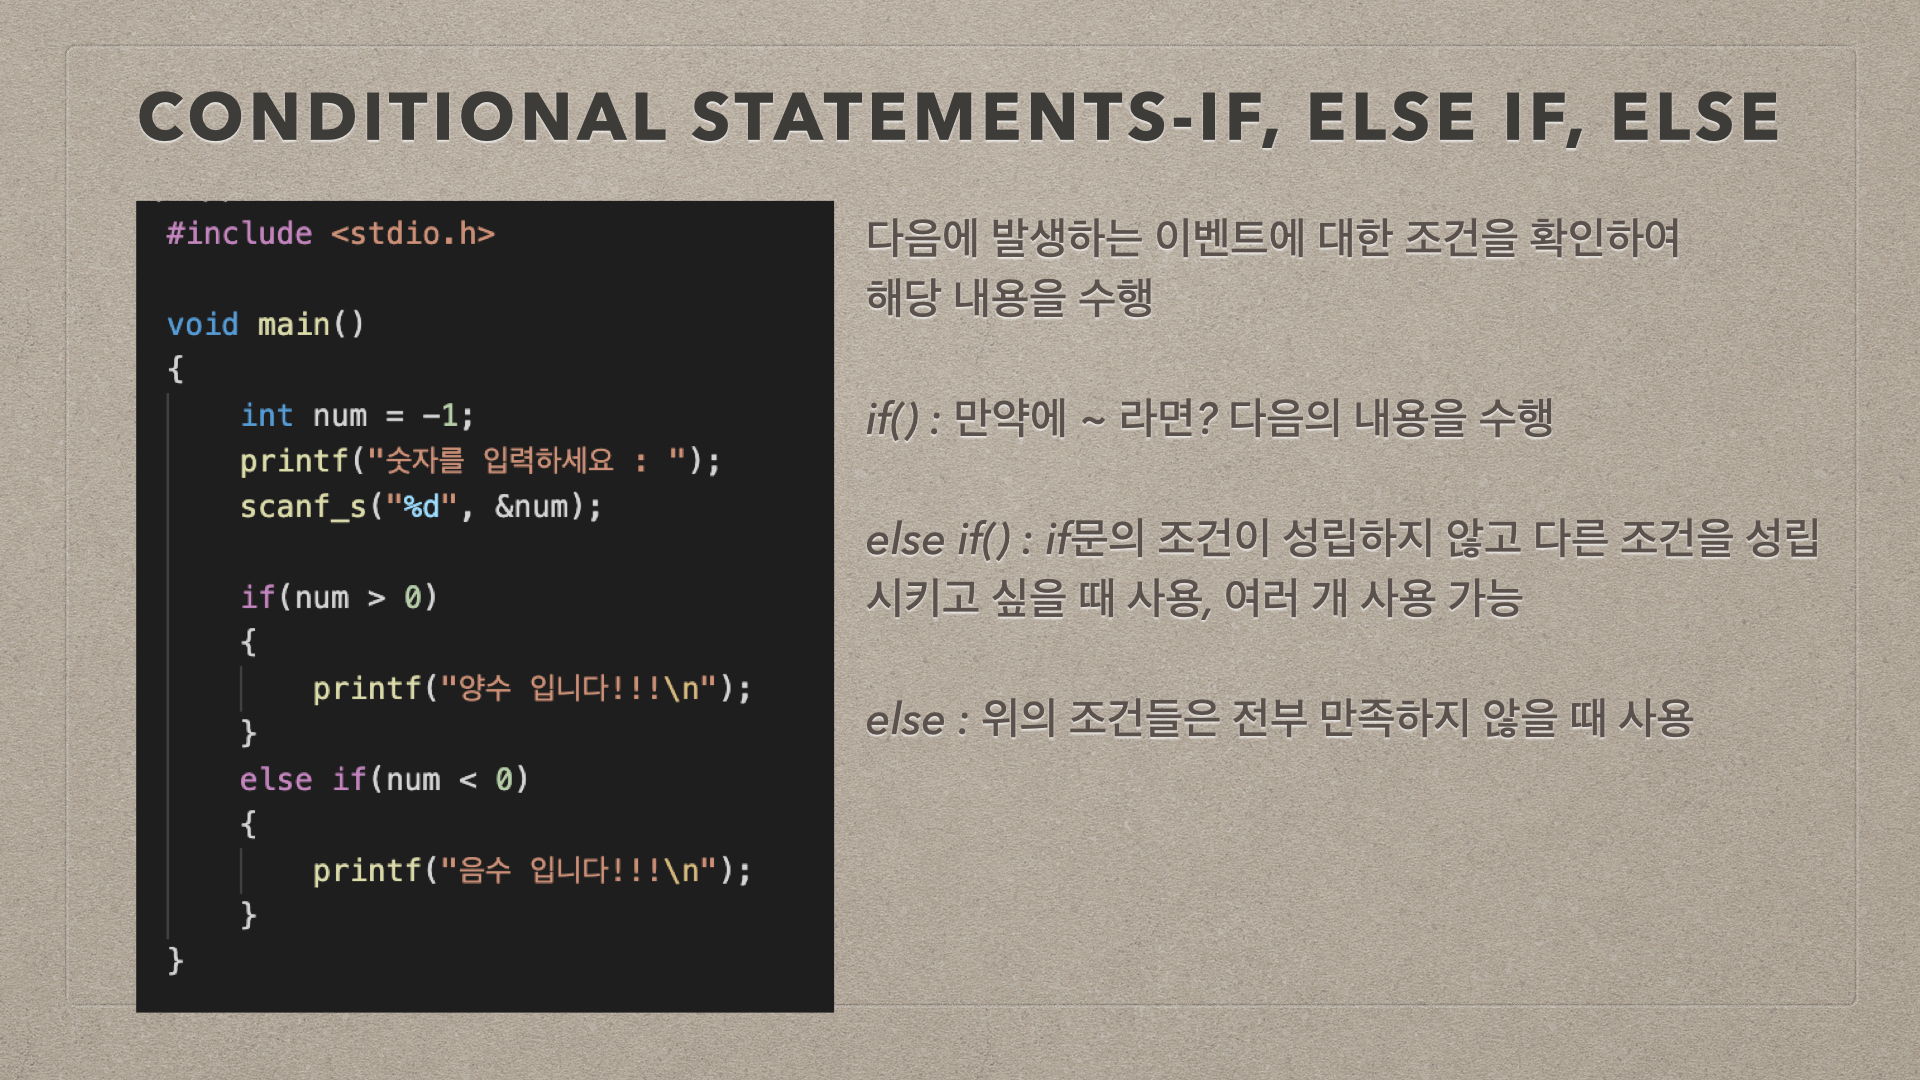 CONDITIONAL STATEMENTS-IF, ELSE IF, ELSE
#include <stdio.h>
void main()
{
    int num = -1;
    printf("숫자를 입력하세요 : ");
    scanf_s("%d", &num);
    if(num > 0)
    {
        printf("양수 입니다!!!\n");
    }
    else if(num < 0)
    {
        printf("음수 입니다!!!\n");
    }
}
다음에 발생하는 이벤트에 대한 조건을 확인하여
해당 내용을 수행
if() : 만약에 ~ 라면? 다음의 내용을 수행
else if() : if문의 조건이 성립하지 않고 다른 조건을 성립
시키고 싶을 때 사용, 여러 개 사용 가능
else : 위의 조건들은 전부 만족하지 않을 때 사용